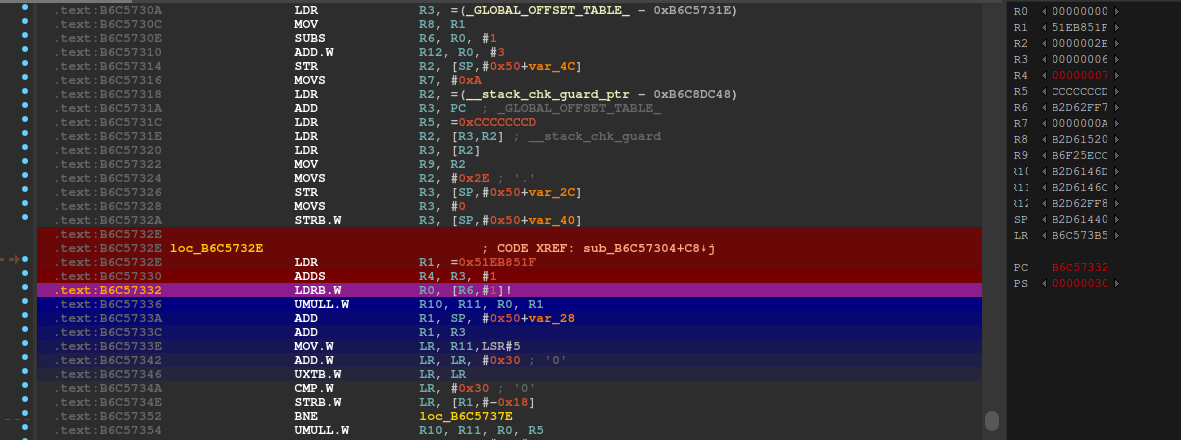 .text:B6C5730A LDR R3, =(_GLOBAL_OFFSET_TABLE_ - 0xB6C5731E)
.text:B6C5730C MOV R8, R1
.text:B6C5730E SUBS R6, R0, #1
.text:B6C57310 ADD.W R12, R0, #3
.text:B6C57314 STR R2, [SP,#0x50+var_4C]
.text:B6C57316 MOVS R7, #0xA
.text:B6C57318 LDR R2, =(__stack_chk_guard_ptr - 0xB6C8DC48)
.text:B6C5731A ADD R3, PC ; _GLOBAL_OFFSET_TABLE_
.text:B6C5731C LDR R5, =0xCCCCCCCD
.text:B6C5731E LDR R2, [R3,R2] ; __stack_chk_guard
.text:B6C57320 LDR R3, [R2]
.text:B6C57322 MOV R9, R2
.text:B6C57324 MOVS R2, #0x2E ; '.'
.text:B6C57326 STR R3, [SP,#0x50+var_2C]
.text:B6C57328 MOVS R3, #0
.text:B6C5732A STRB.W R3, [SP,#0x50+var_40]
.text:B6C5732E
.text:B6C5732E loc_B6C5732E ; CODE XREF: sub_B6C57304+C8↓j
.text:B6C5732E LDR R1, =0x51EB851F
.text:B6C57330 ADDS R4, R3, #1
.text:B6C57332 LDRB.W R0, [R6,#1]!
.text:B6C57336 UMULL.W R10, R11, R0, R1
.text:B6C5733A ADD R1, SP, #0x50+var_28
.text:B6C5733C ADD R1, R3
.text:B6C5733E MOV.W LR, R11,LSR#5
.text:B6C57342 ADD.W LR, LR, #0x30 ; '0'
.text:B6C57346 UXTB.W LR, LR
.text:B6C5734A CMP.W LR, #0x30 ; '0'
.text:B6C5734E STRB.W LR, [R1,#-0x18]
.text:B6C57352 BNE loc_B6C5737E
.text:B6C57354 UMULL.W R10, R11, R0, R5
R0 00000000
R1 51EB851F
R2 0000002E
R3 00000006
R4 00000007
R5 CCCCCCCD
R6 B2D62FF7
R7 0000000A
R8 B2D61520
R9 B6F25ECC
R10 B2D6146D
R11 B2D6146C
R12 B2D62FF8
SP B2D61440
LR B6C573B5
PC B6C57332
PS 00000030